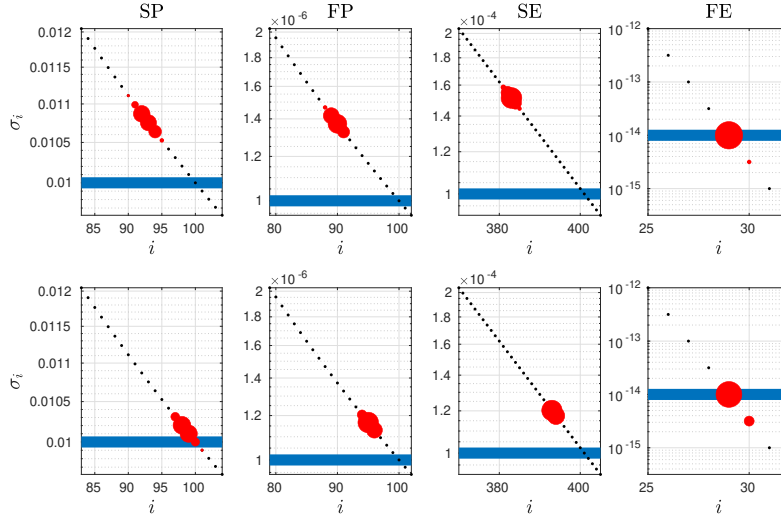 SP FP SE FE
×10⁻⁶ ×10⁻⁴
0.012 2 2 10⁻¹²
0.0115 1.8 1.8 10⁻¹³
0.011 1.6 1.6
σᵢ 0.0105 1.4 1.4 10⁻¹⁴
1.2 1.2
0.01 1 1 10⁻¹⁵
85 90 95 100 80 90 100 380 400 25 30
i i i i
×10⁻⁶ ×10⁻⁴
0.012 2 2 10⁻¹²
0.0115 1.8 1.8 10⁻¹³
0.011 1.6 1.6
σᵢ 0.0105 1.4 1.4 10⁻¹⁴
1.2 1.2
0.01 1 1 10⁻¹⁵
85 90 95 100 80 90 100 380 400 25 30
i i i i